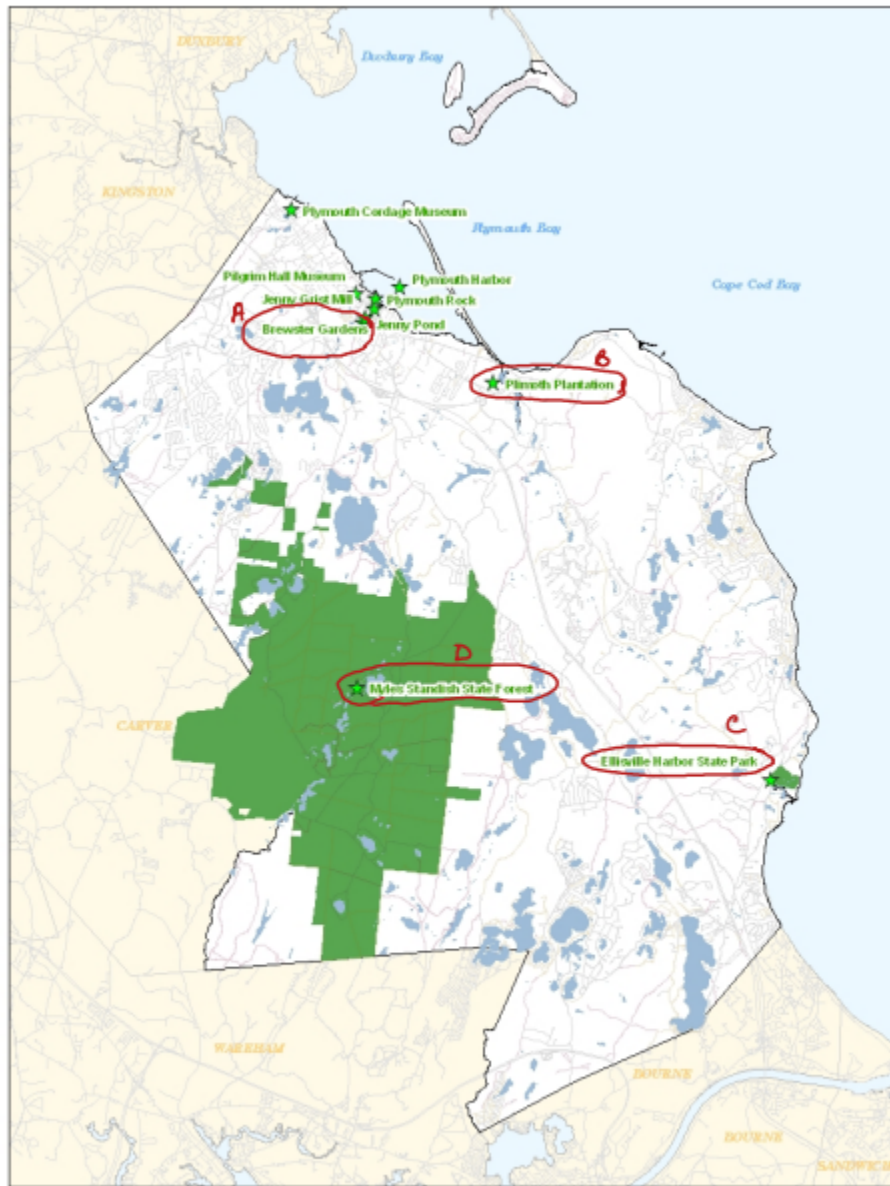 DUXBURY
Duxbury Bay
KINGSTON
Plymouth Cordage Museum
Plymouth Bay
Pilgrim Hall Museum
Plymouth Harbor
Cape Cod Bay
Jenny Grist Mill
Plymouth Rock
A
Brewster Gardens
Jenny Pond
B
Plimoth Plantation
D
Myles Standish State Forest
CARVER
C
Ellisville Harbor State Park
WAREHAM
BOURNE
BOURNE
SANDWICH